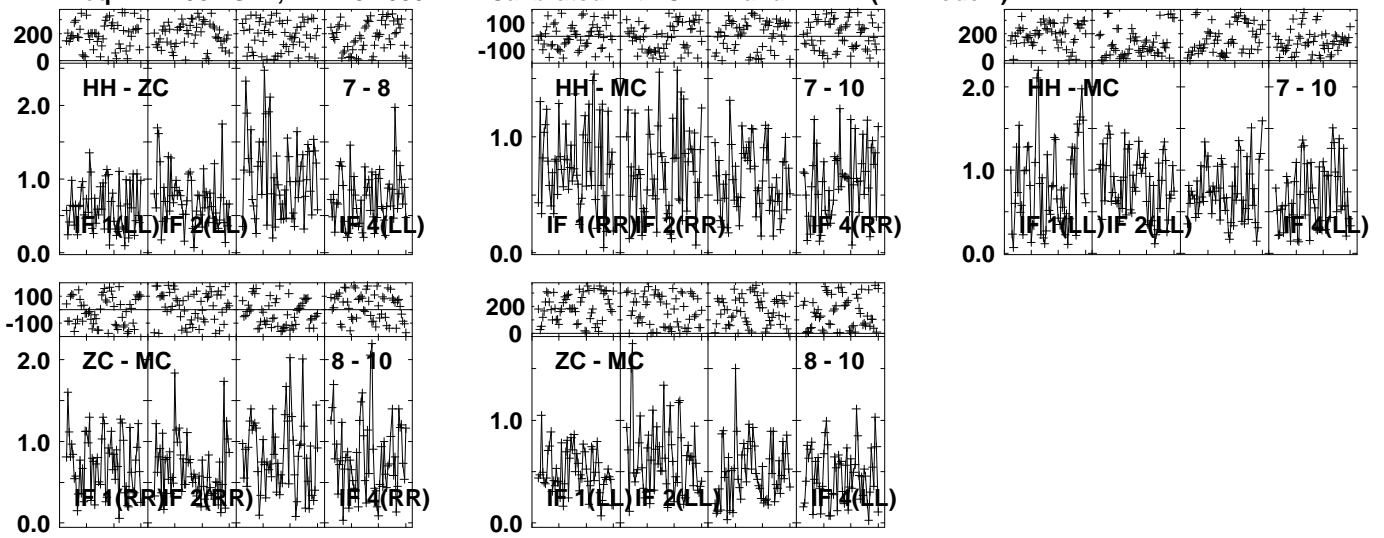 200
0
HH - ZC 7 - 8
2.0
1.0
0.0
IF 1(LL) IF 2(LL) IF 4(LL)
100
-100
HH - MC 7 - 10
1.0
0.0
IF 1(RR) IF 2(RR) IF 4(RR)
200
0
HH - MC 7 - 10
2.0
1.0
0.0
IF 1(LL) IF 2(LL) IF 4(LL)
100
-100
ZC - MC 8 - 10
2.0
1.0
0.0
IF 1(RR) IF 2(RR) IF 4(RR)
200
0
ZC - MC 8 - 10
1.0
0.0
IF 1(LL) IF 2(LL) IF 4(LL)